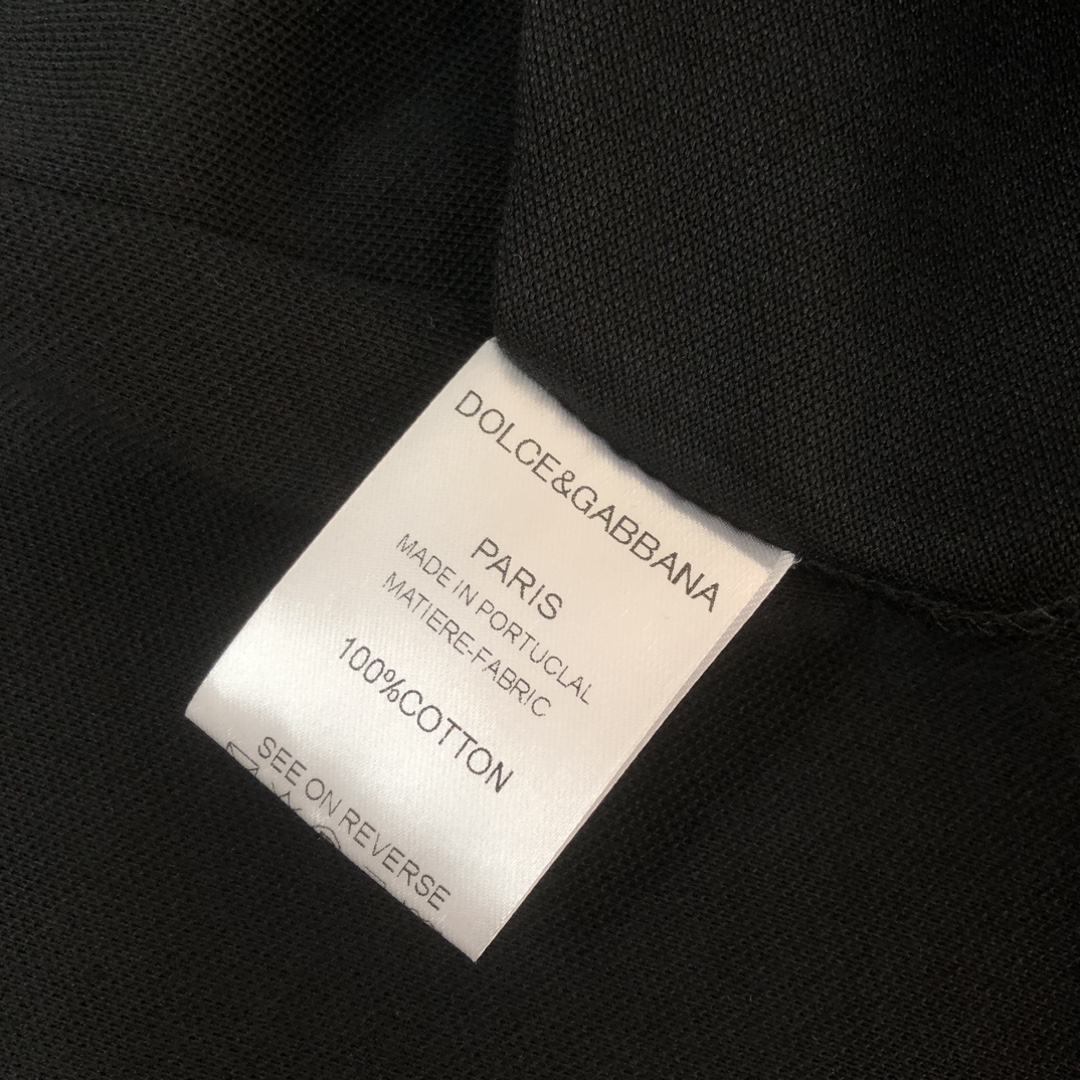 DOLCE&GABBANA
PARIS
MADE IN PORTUCLAL
MATIERE-FABRIC
100%COTTON
SEE ON REVERSE